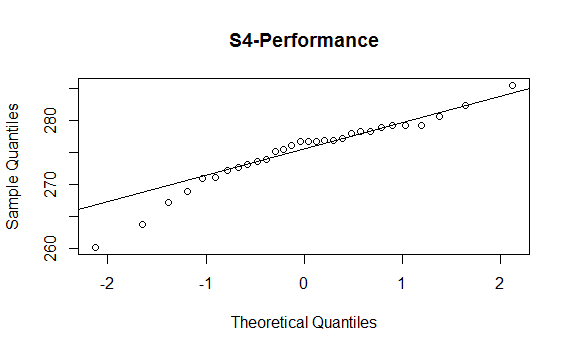 S4-Performance
Sample Quantiles
280
270
260
-2 -1 0 1 2
Theoretical Quantiles